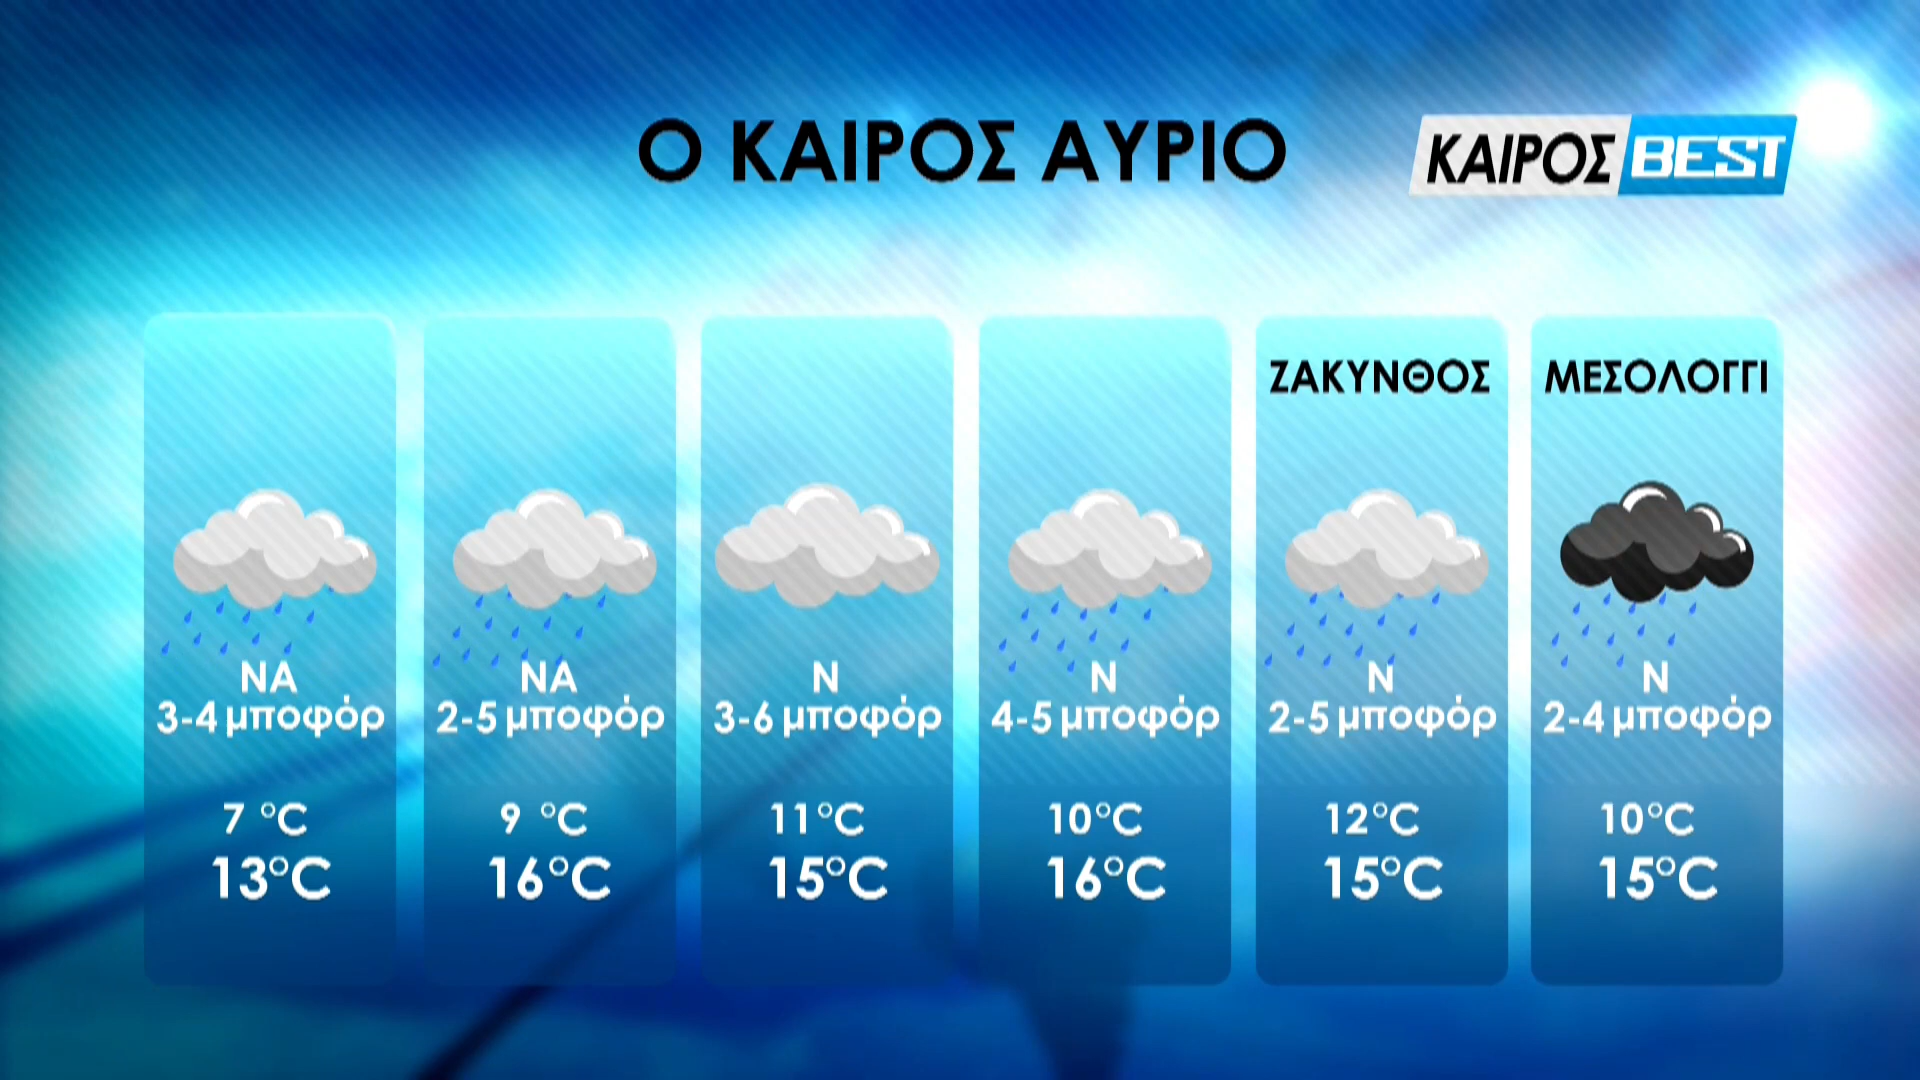 Ο ΚΑΙΡΟΣ ΑΥΡΙΟ
ΚΑΙΡΟΣ BEST
ΝΑ
3-4 μποφόρ
7 °C
13°C
ΝΑ
2-5 μποφόρ
9 °C
16°C
Ν
3-6 μποφόρ
11°C
15°C
Ν
4-5 μποφόρ
10°C
16°C
ΖΑΚΥΝΘΟΣ
Ν
2-5 μποφόρ
12°C
15°C
ΜΕΣΟΛΟΓΓΙ
Ν
2-4 μποφόρ
10°C
15°C